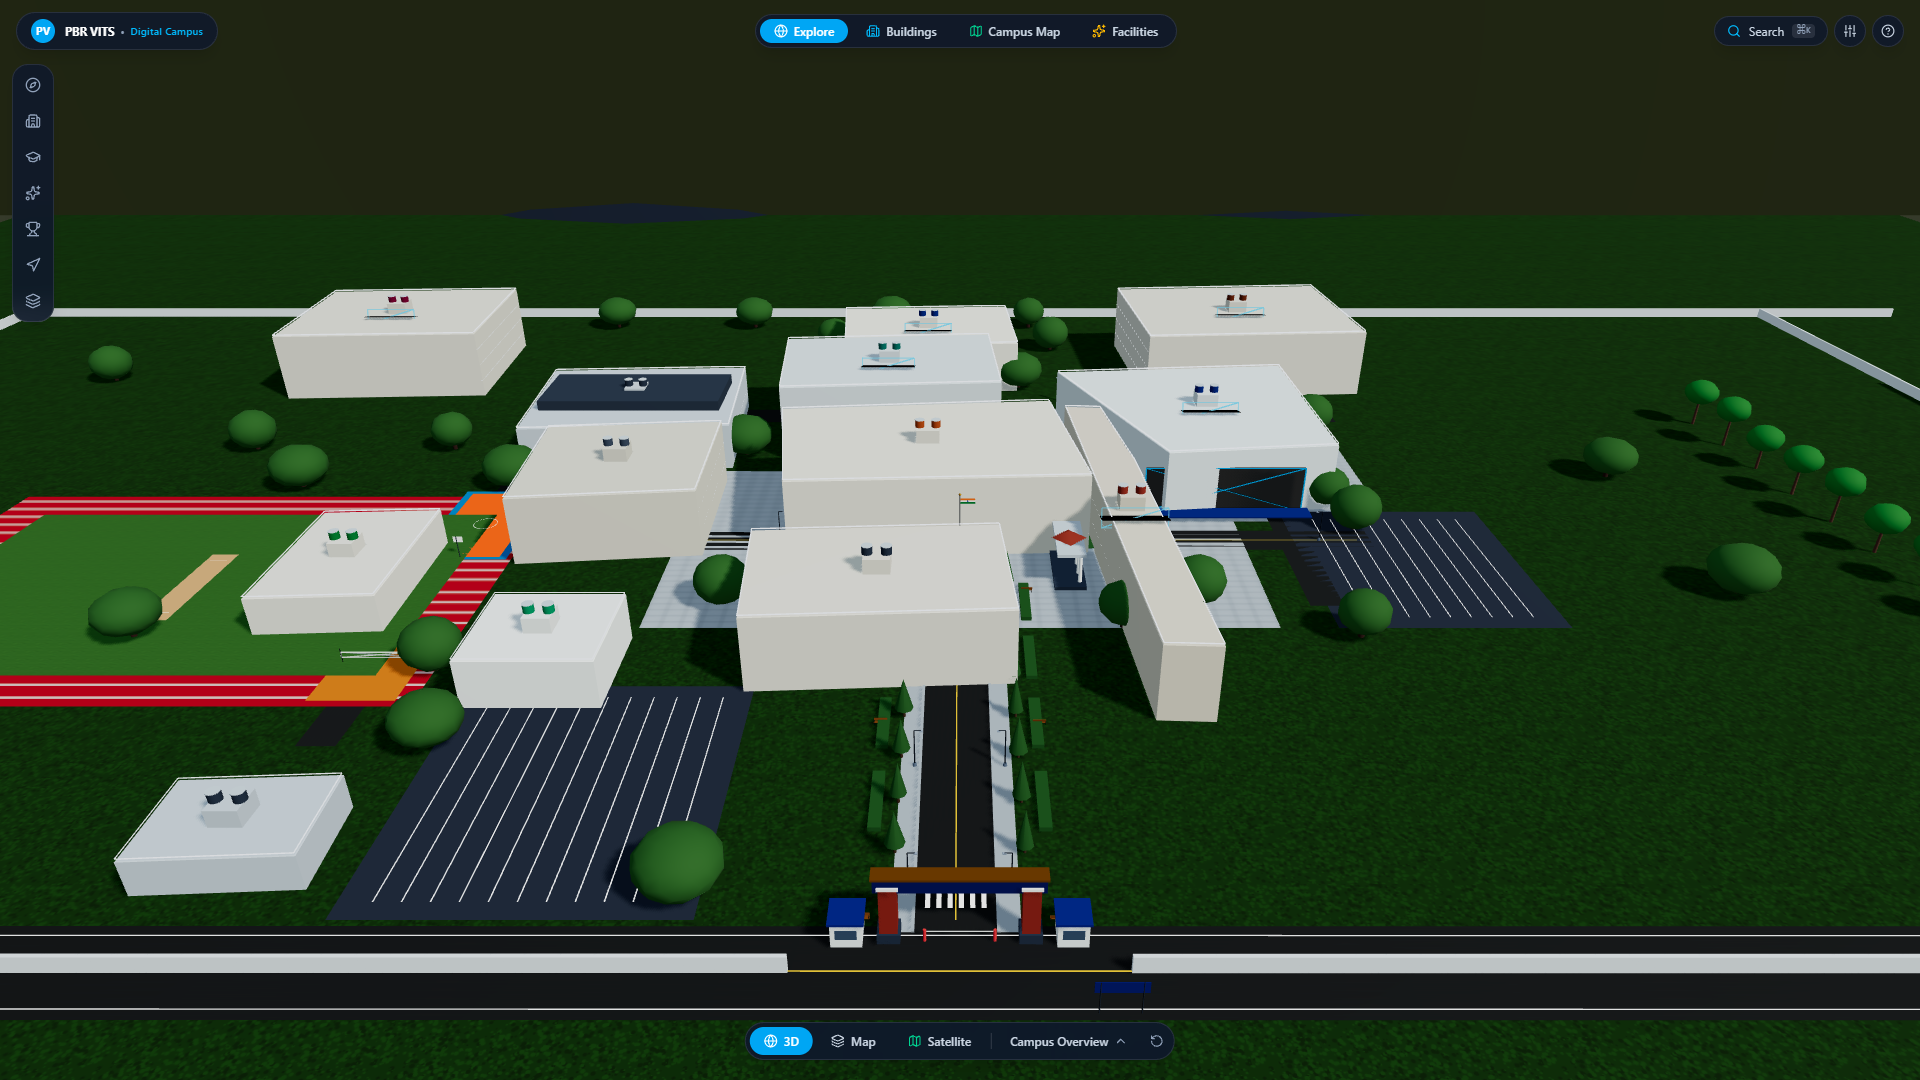 PV PBR VITS • Digital Campus
Explore
Buildings
Campus Map
Facilities
Search ⌘K
3D
Map
Satellite
Campus Overview